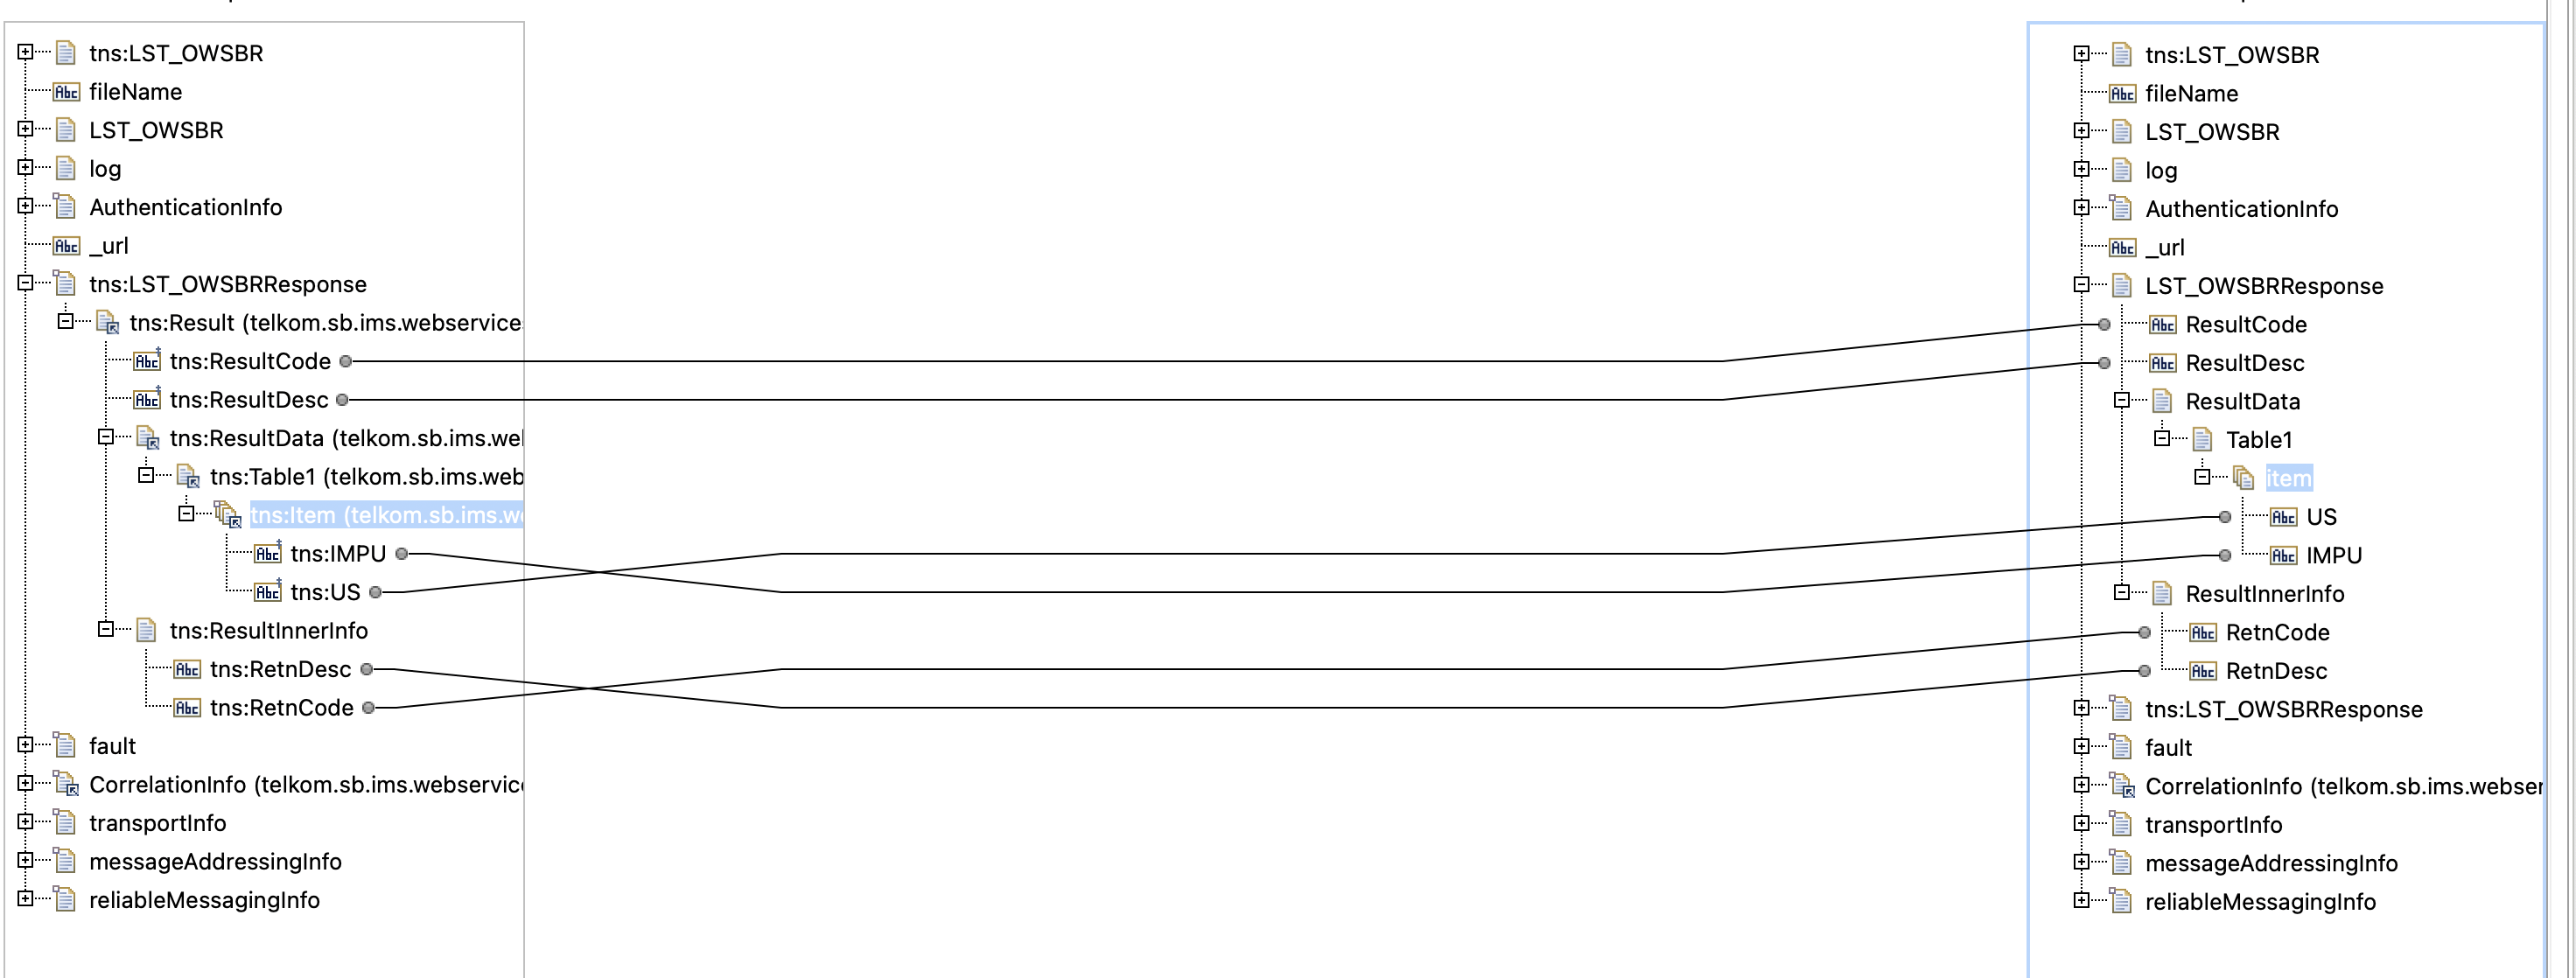 tns:LST_OWSBR
fileName
LST_OWSBR
log
AuthenticationInfo
_url
tns:LST_OWSBRResponse
tns:Result (telkom.sb.ims.webservice
tns:ResultCode
tns:ResultDesc
tns:ResultData (telkom.sb.ims.we
tns:Table1 (telkom.sb.ims.web
tns:Item (telkom.sb.ims.w
tns:IMPU
tns:US
tns:ResultInnerInfo
tns:RetnDesc
tns:RetnCode
fault
CorrelationInfo (telkom.sb.ims.webservic
transportInfo
messageAddressingInfo
reliableMessagingInfo
tns:LST_OWSBR
fileName
LST_OWSBR
log
AuthenticationInfo
_url
LST_OWSBRResponse
ResultCode
ResultDesc
ResultData
Table1
item
US
IMPU
ResultInnerInfo
RetnCode
RetnDesc
tns:LST_OWSBRResponse
fault
CorrelationInfo (telkom.sb.ims.webser
transportInfo
messageAddressingInfo
reliableMessagingInfo